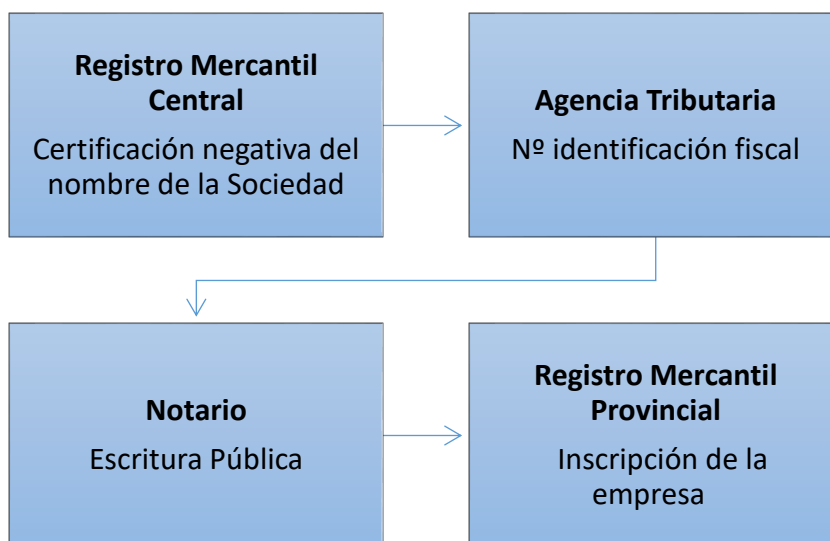 Registro Mercantil
Central
Certificación negativa del
nombre de la Sociedad
Agencia Tributaria
Nº identificación fiscal
Notario
Escritura Pública
Registro Mercantil
Provincial
Inscripción de la
empresa